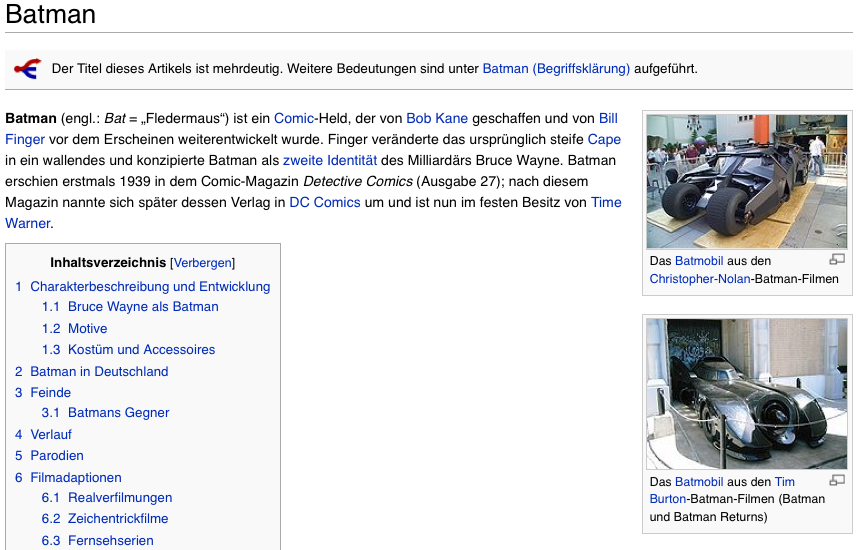 Batman
Der Titel dieses Artikels ist mehrdeutig. Weitere Bedeutungen sind unter Batman (Begriffsklärung) aufgeführt.
Batman (engl.: Bat = „Fledermaus“) ist ein Comic-Held, der von Bob Kane geschaffen und von Bill
Finger vor dem Erscheinen weiterentwickelt wurde. Finger veränderte das ursprünglich steife Cape
in ein wallendes und konzipierte Batman als zweite Identität des Milliardärs Bruce Wayne. Batman
erschien erstmals 1939 in dem Comic-Magazin Detective Comics (Ausgabe 27); nach diesem
Magazin nannte sich später dessen Verlag in DC Comics um und ist nun im festen Besitz von Time
Warner.
Inhaltsverzeichnis [Verbergen]
1 Charakterbeschreibung und Entwicklung
1.1 Bruce Wayne als Batman
1.2 Motive
1.3 Kostüm und Accessoires
2 Batman in Deutschland
3 Feinde
3.1 Batmans Gegner
4 Verlauf
5 Parodien
6 Filmadaptionen
6.1 Realverfilmungen
6.2 Zeichentrickfilme
6.3 Fernsehserien
Das Batmobil aus den
Christopher-Nolan-Batman-Filmen
Das Batmobil aus den Tim
Burton-Batman-Filmen (Batman
und Batman Returns)